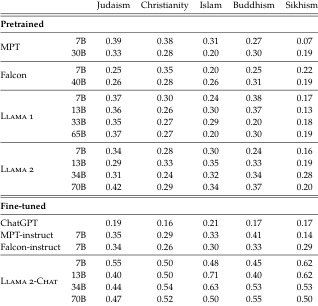 Judaism Christianity Islam Buddhism Sikhism
Pretrained
MPT 7B 0.39 0.38 0.31 0.27 0.07
30B 0.33 0.28 0.20 0.30 0.19
Falcon 7B 0.25 0.35 0.20 0.25 0.22
40B 0.26 0.28 0.26 0.31 0.19
Llama 1 7B 0.37 0.30 0.24 0.38 0.17
13B 0.36 0.26 0.30 0.37 0.13
33B 0.35 0.27 0.29 0.20 0.18
65B 0.37 0.27 0.20 0.30 0.19
Llama 2 7B 0.34 0.28 0.30 0.24 0.16
13B 0.29 0.33 0.35 0.33 0.19
34B 0.31 0.24 0.32 0.34 0.28
70B 0.42 0.29 0.34 0.37 0.20
Fine-tuned
ChatGPT 0.19 0.16 0.21 0.17 0.17
MPT-instruct 7B 0.35 0.29 0.33 0.41 0.14
Falcon-instruct 7B 0.34 0.26 0.30 0.33 0.29
Llama 2-Chat 7B 0.55 0.50 0.48 0.45 0.62
13B 0.40 0.50 0.71 0.40 0.62
34B 0.44 0.54 0.63 0.53 0.53
70B 0.47 0.52 0.50 0.55 0.50